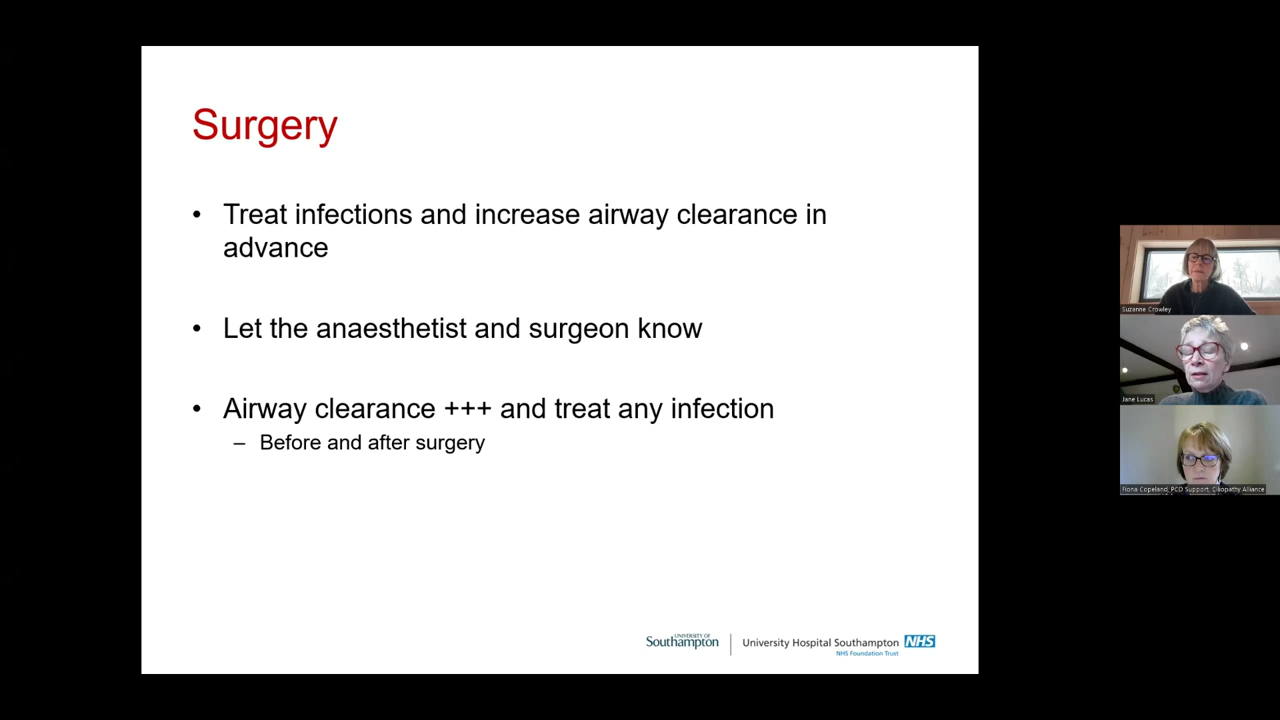 Surgery
• Treat infections and increase airway clearance in
advance
• Let the anaesthetist and surgeon know
• Airway clearance +++ and treat any infection
– Before and after surgery
UNIVERSITY OF
Southampton
University Hospital Southampton NHS
NHS Foundation Trust
Suzanne Crowley
Jane Lucas
Fiona Copeland, PCD Support, Ciliopathy Alliance